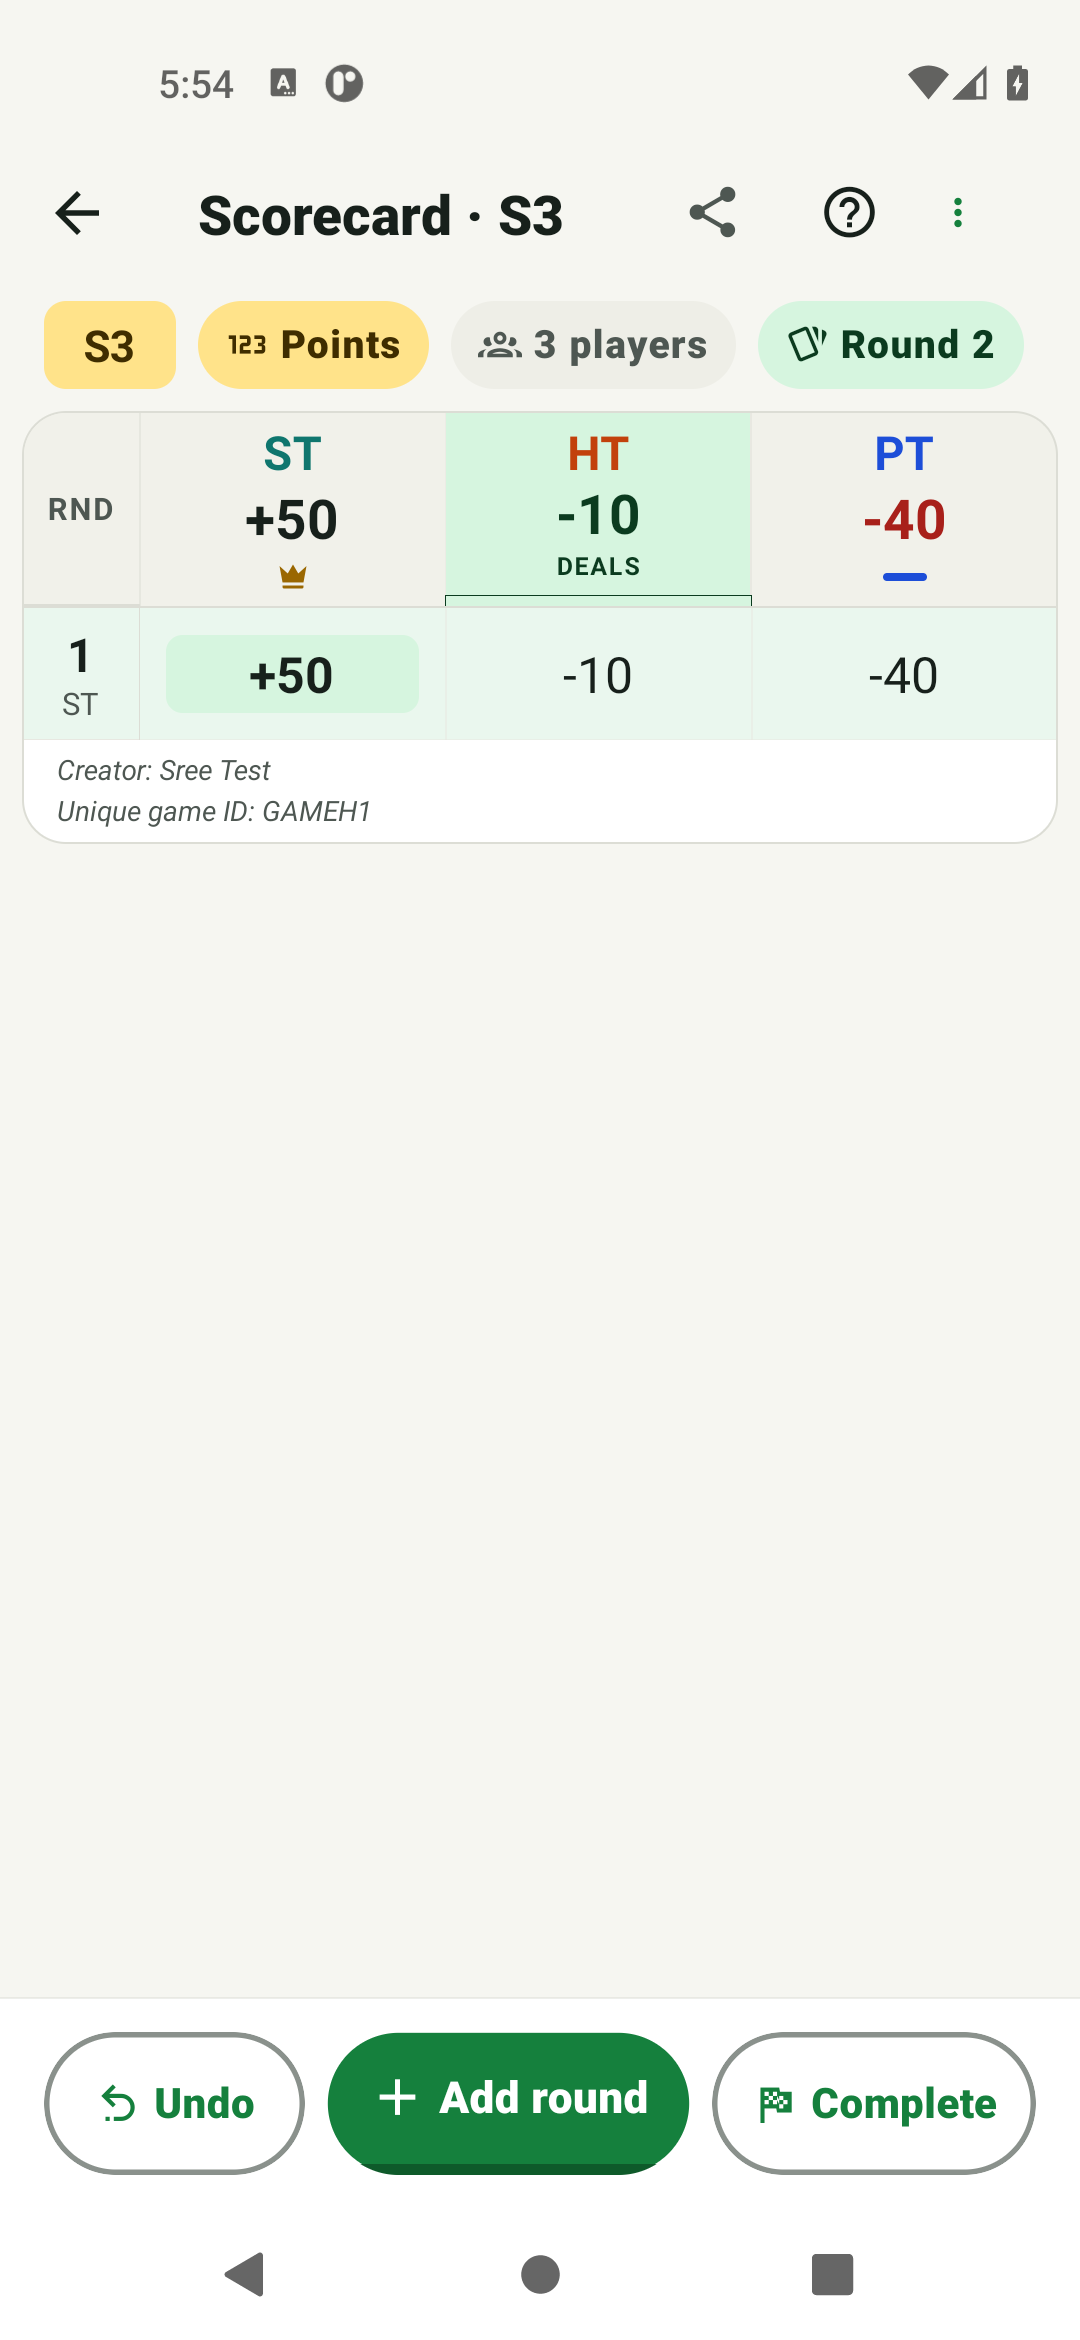 5:54
Scorecard · S3
S3
123 Points
3 players
Round 2
RND
ST
+50
HT
-10
DEALS
PT
-40
1
ST
+50
-10
-40
Creator: Sree Test
Unique game ID: GAMEH1
Undo
+ Add round
Complete